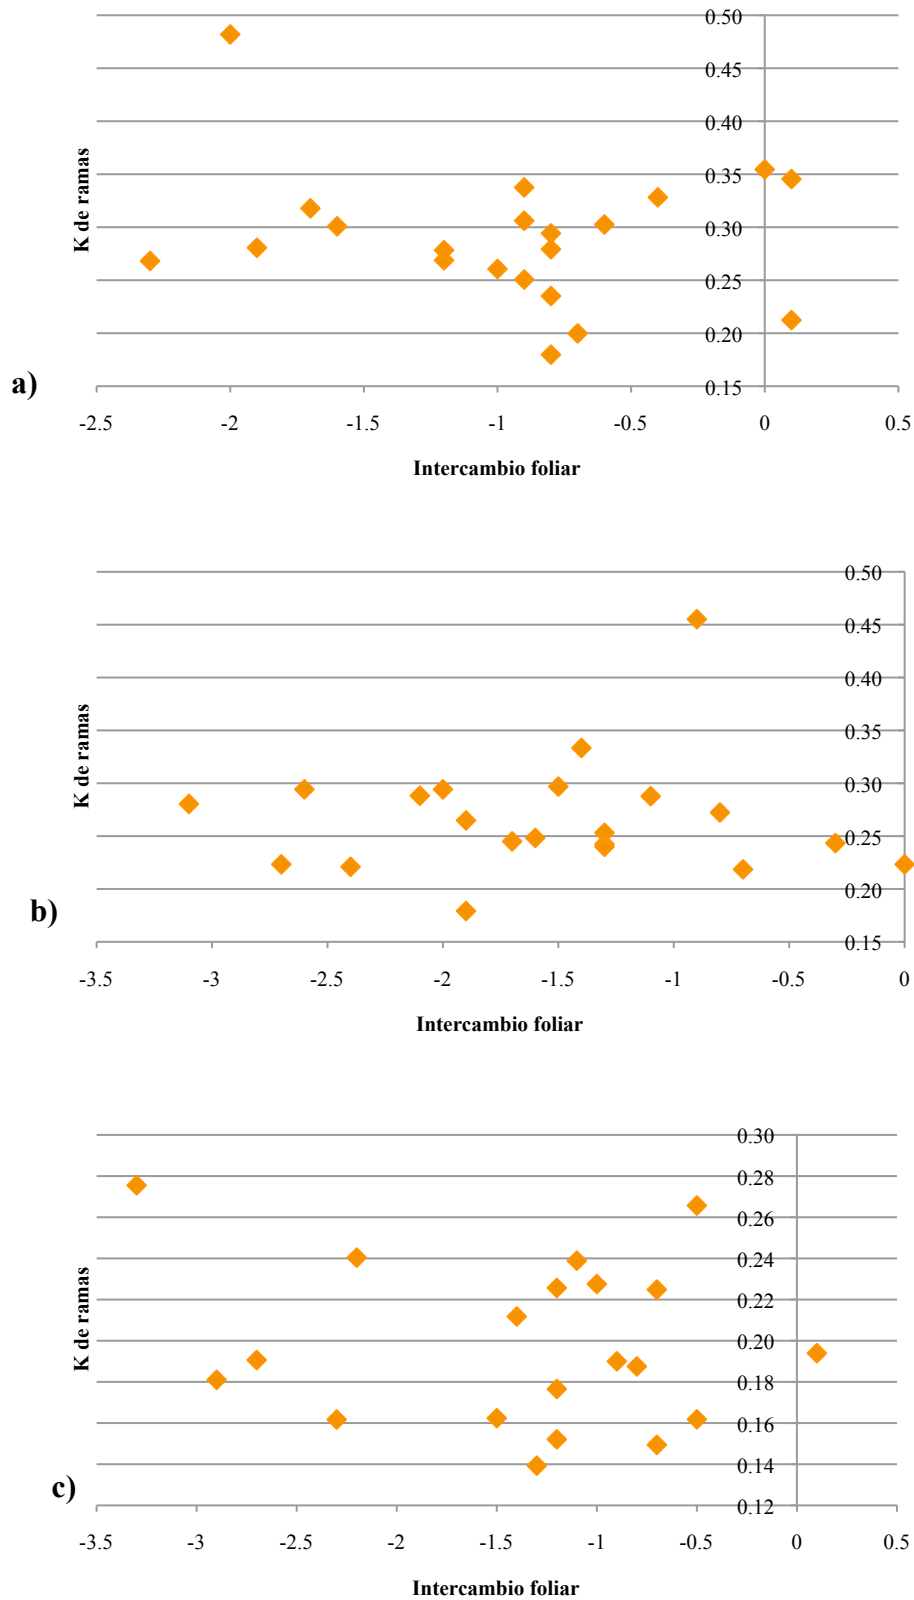 0.50
0.45
0.40
0.35
0.30
0.25
0.20
0.15
K de ramas
a)
-2.5 -2 -1.5 -1 -0.5 0 0.5
Intercambio foliar
0.50
0.45
0.40
0.35
0.30
0.25
0.20
0.15
K de ramas
b)
-3.5 -3 -2.5 -2 -1.5 -1 -0.5 0
Intercambio foliar
0.30
0.28
0.26
0.24
0.22
0.20
0.18
0.16
0.14
0.12
K de ramas
c)
-3.5 -3 -2.5 -2 -1.5 -1 -0.5 0 0.5
Intercambio foliar